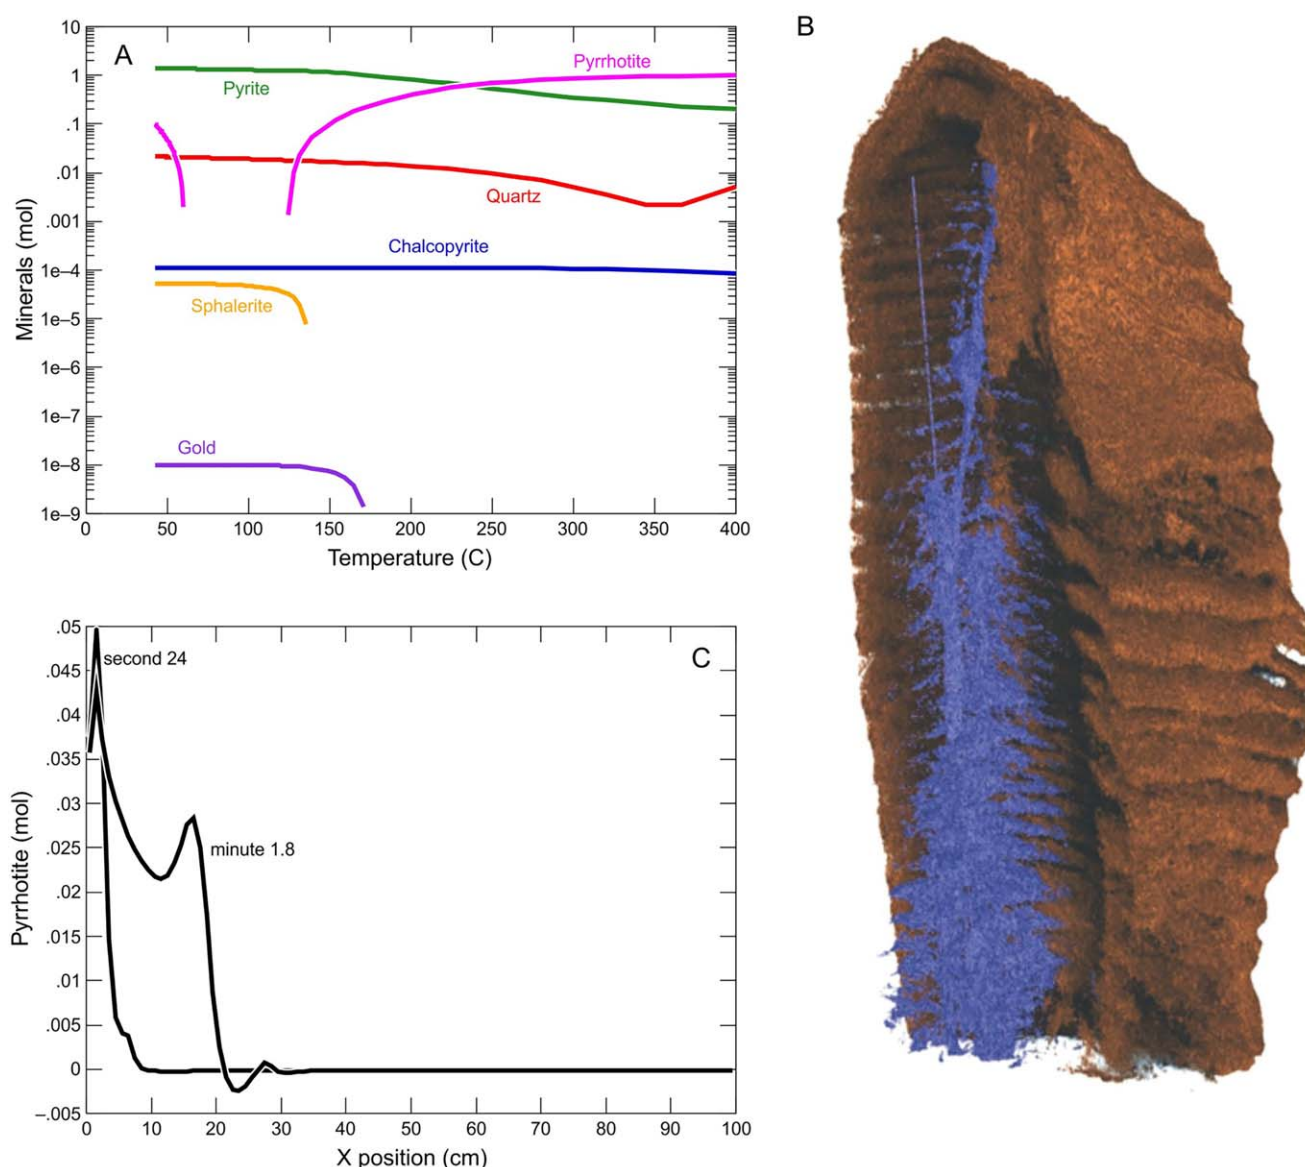 A
10
1
.1
.01
.001
1e–4
1e–5
1e–6
1e–7
1e–8
1e–9
Minerals (mol)
Pyrite
Pyrrhotite
Quartz
Chalcopyrite
Sphalerite
Gold
0 50 100 150 200 250 300 350 400
Temperature (C)
B
C
.05
.045
.04
.035
.03
.025
.02
.015
.01
.005
0
–.005
Pyrrhotite (mol)
second 24
minute 1.8
0 10 20 30 40 50 60 70 80 90 100
X position (cm)